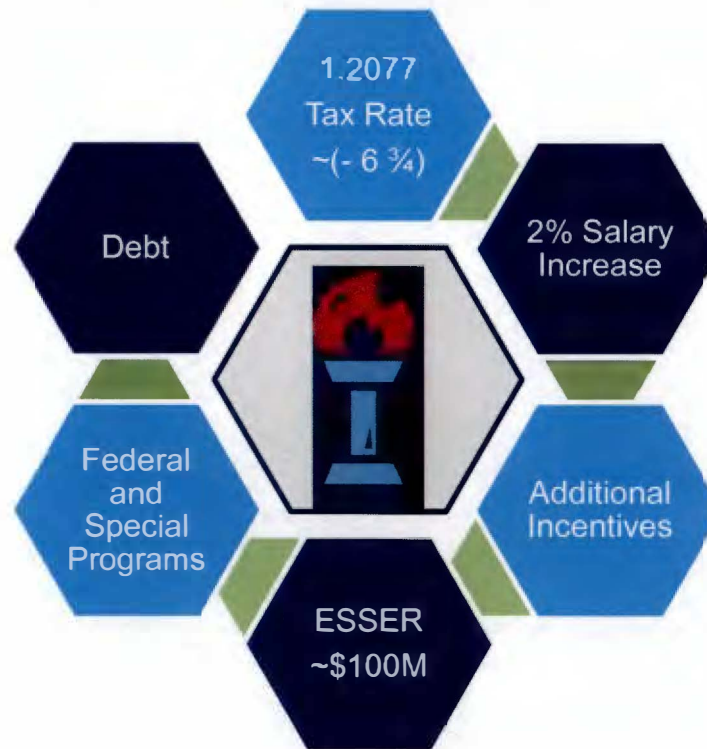 1.2077
Tax Rate
~(- 6 ¾)
2% Salary
Increase
Additional
Incentives
ESSER
~$100M
Federal
and
Special
Programs
Debt